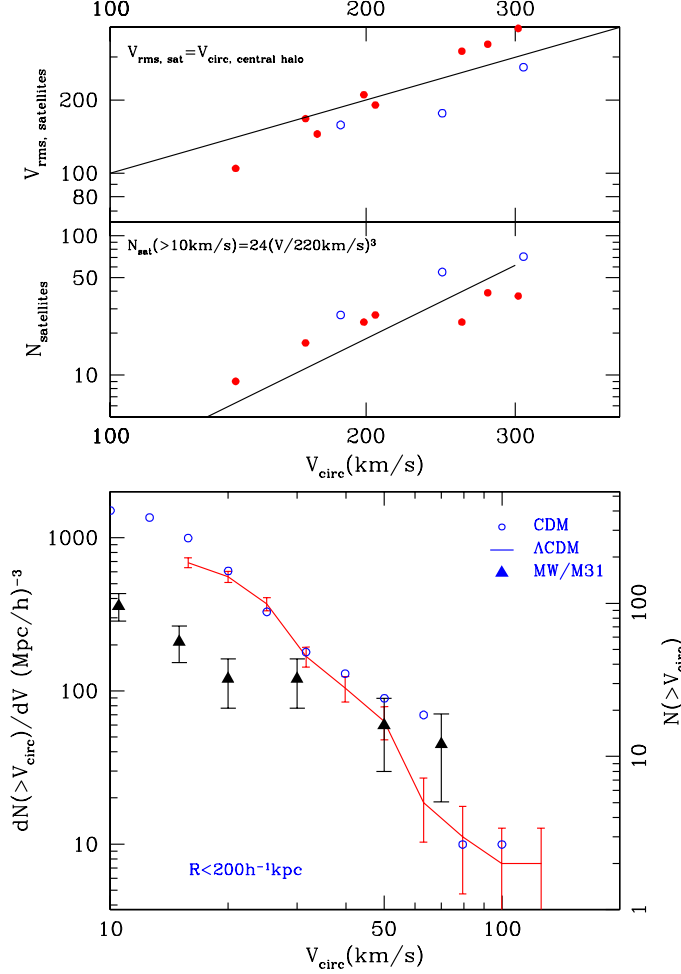 100 200 300
V_rms, sat=V_circ, central halo
200
100
80
V_rms, satellites
N_sat(>10km/s)=24(V/220km/s)^3
100
50
10
N_satellites
100 200 300
V_circ(km/s)
CDM
ΛCDM
MW/M31
1000
100
10
dN(>V_circ)/dV (Mpc/h)^-3
100
10
1
N(>V_circ)
R<200h^-1kpc
10 50 100
V_circ(km/s)